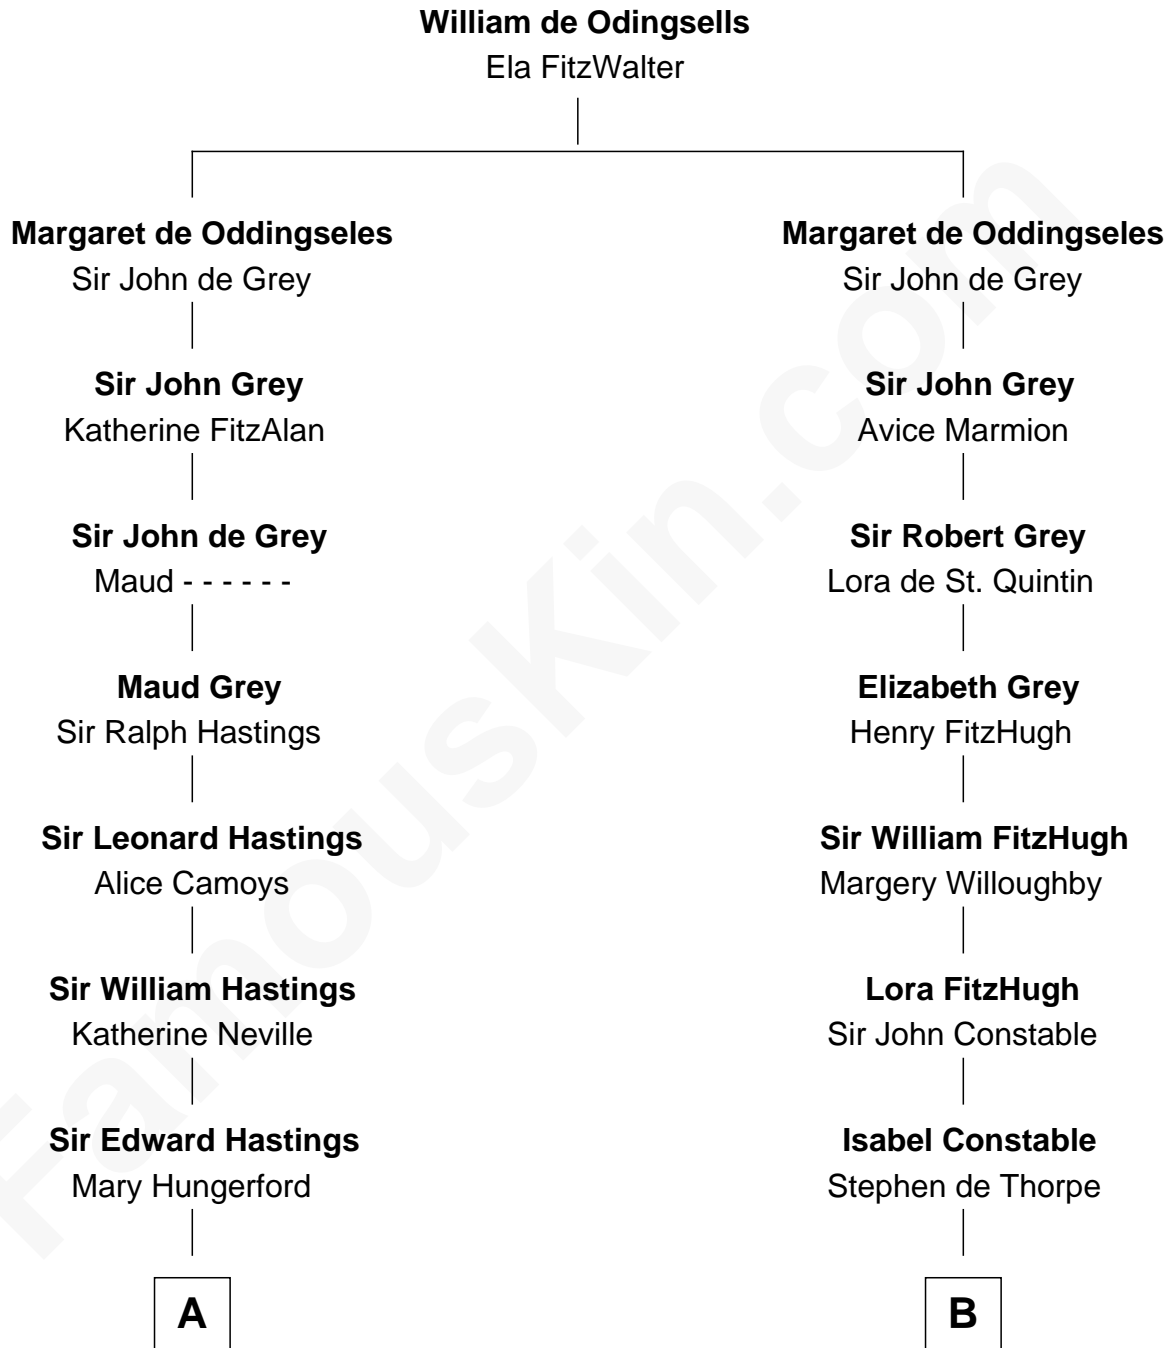 William de Odingsells
Ela FitzWalter
Margaret de Oddingseles
Sir John de Grey
Margaret de Oddingseles
Sir John de Grey
Sir John Grey
Katherine FitzAlan
Sir John Grey
Avice Marmion
Sir John de Grey
Maud - - - - - -
Sir Robert Grey
Lora de St. Quintin
Maud Grey
Sir Ralph Hastings
Elizabeth Grey
Henry FitzHugh
Sir Leonard Hastings
Alice Camoys
Sir William FitzHugh
Margery Willoughby
Sir William Hastings
Katherine Neville
Lora FitzHugh
Sir John Constable
Sir Edward Hastings
Mary Hungerford
Isabel Constable
Stephen de Thorpe
A
B
FamousKin.com